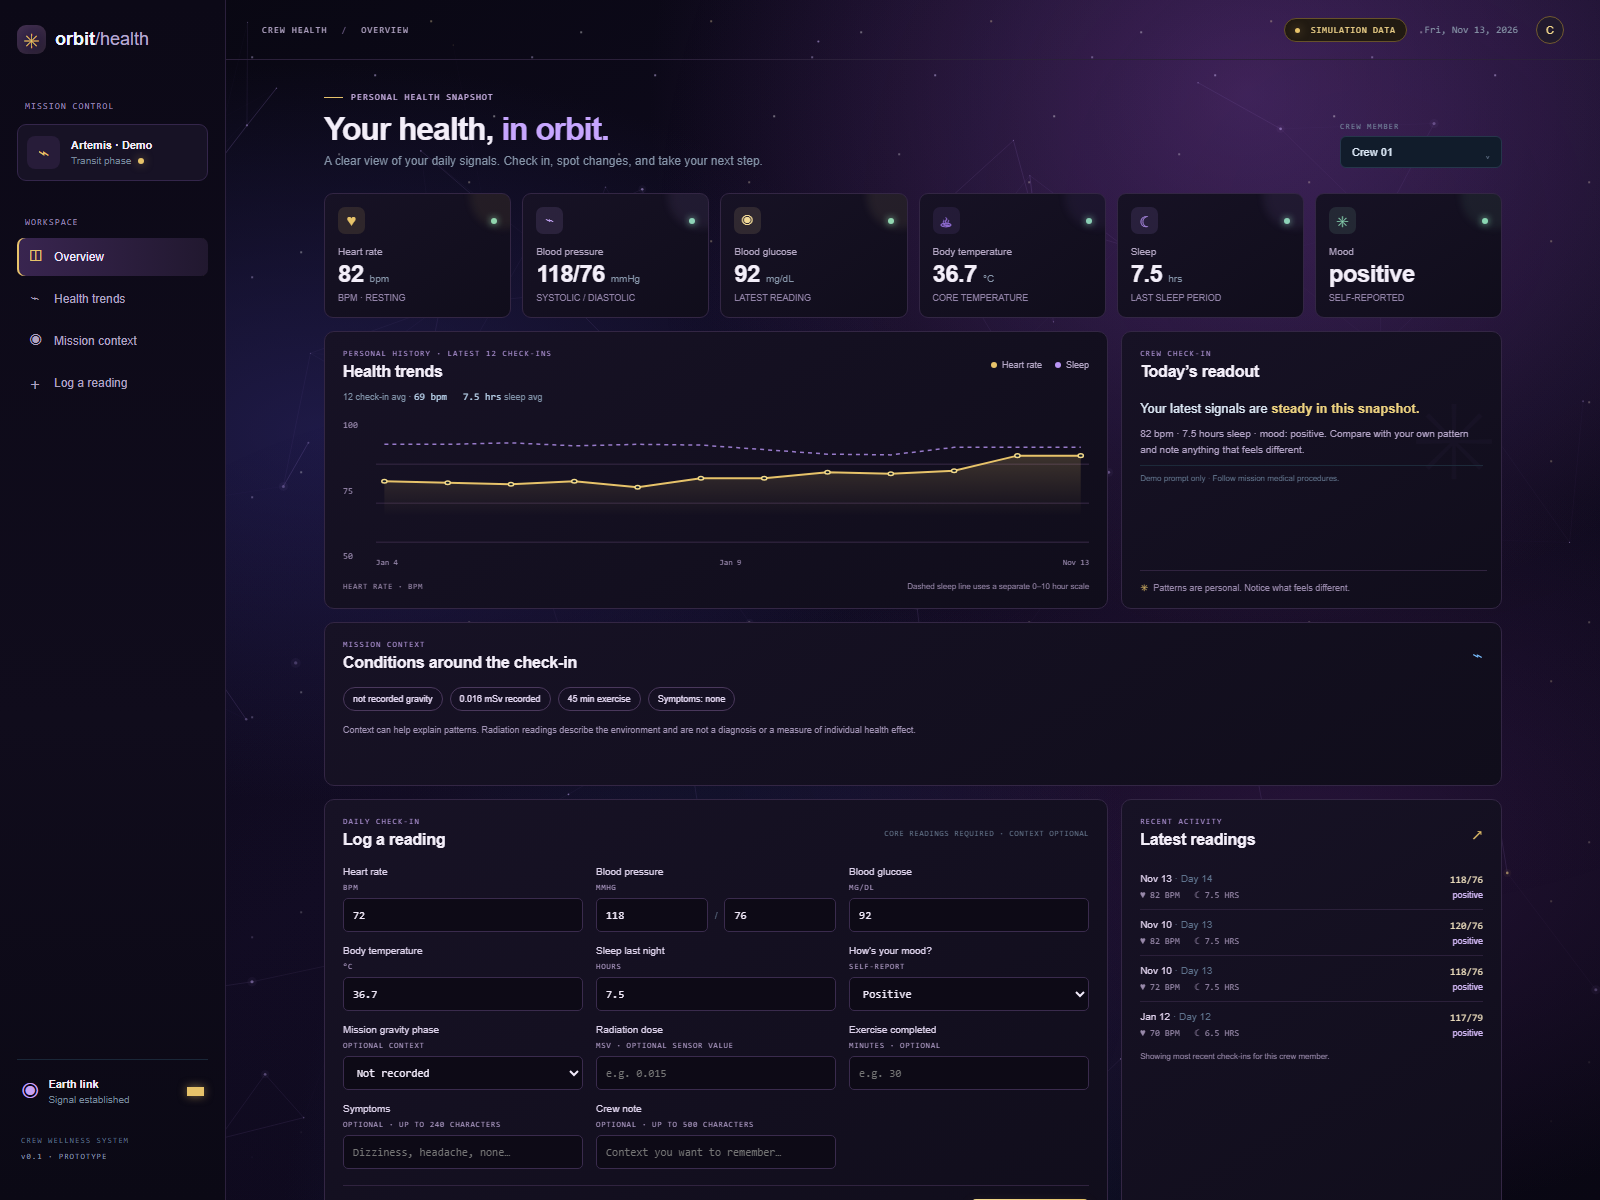 orbit/health
MISSION CONTROL
Artemis · Demo
Transit phase
WORKSPACE
Overview
Health trends
Mission context
Log a reading
Earth link
Signal established
CREW WELLNESS SYSTEM
v0.1 · PROTOTYPE
CREW HEALTH / OVERVIEW
SIMULATION DATA
Fri, Nov 13, 2026
C
PERSONAL HEALTH SNAPSHOT
Your health, in orbit.
A clear view of your daily signals. Check in, spot changes, and take your next step.
CREW MEMBER
Crew 01
Heart rate
82 bpm
BPM · RESTING
Blood pressure
118/76 mmHg
SYSTOLIC / DIASTOLIC
Blood glucose
92 mg/dL
LATEST READING
Body temperature
36.7 °C
CORE TEMPERATURE
Sleep
7.5 hrs
LAST SLEEP PERIOD
Mood
positive
SELF-REPORTED
PERSONAL HISTORY · LATEST 12 CHECK-INS
Health trends
Heart rate
Sleep
12 check-in avg · 69 bpm 7.5 hrs sleep avg
100
75
50
Jan 4
Jan 9
Nov 13
HEART RATE · BPM
Dashed sleep line uses a separate 0–10 hour scale
CREW CHECK-IN
Today’s readout
Your latest signals are steady in this snapshot.
82 bpm · 7.5 hours sleep · mood: positive. Compare with your own pattern
and note anything that feels different.
Demo prompt only · Follow mission medical procedures.
Patterns are personal. Notice what feels different.
MISSION CONTEXT
Conditions around the check-in
not recorded gravity
0.016 mSv recorded
45 min exercise
Symptoms: none
Context can help explain patterns. Radiation readings describe the environment and are not a diagnosis or a measure of individual health effect.
DAILY CHECK-IN
Log a reading
CORE READINGS REQUIRED · CONTEXT OPTIONAL
Heart rate
BPM
72
Blood pressure
MMHG
118 / 76
Blood glucose
MG/DL
92
Body temperature
°C
36.7
Sleep last night
HOURS
7.5
How's your mood?
SELF-REPORT
Positive
Mission gravity phase
OPTIONAL CONTEXT
Not recorded
Radiation dose
MSV · OPTIONAL SENSOR VALUE
e.g. 0.015
Exercise completed
MINUTES · OPTIONAL
e.g. 30
Symptoms
OPTIONAL · UP TO 240 CHARACTERS
Dizziness, headache, none…
Crew note
OPTIONAL · UP TO 500 CHARACTERS
Context you want to remember…
RECENT ACTIVITY
Latest readings
Nov 13 · Day 14
118/76
82 BPM 7.5 HRS
positive
Nov 10 · Day 13
120/76
82 BPM 7.5 HRS
positive
Nov 10 · Day 13
118/76
72 BPM 7.5 HRS
positive
Jan 12 · Day 12
117/79
70 BPM 6.5 HRS
positive
Showing most recent check-ins for this crew member.